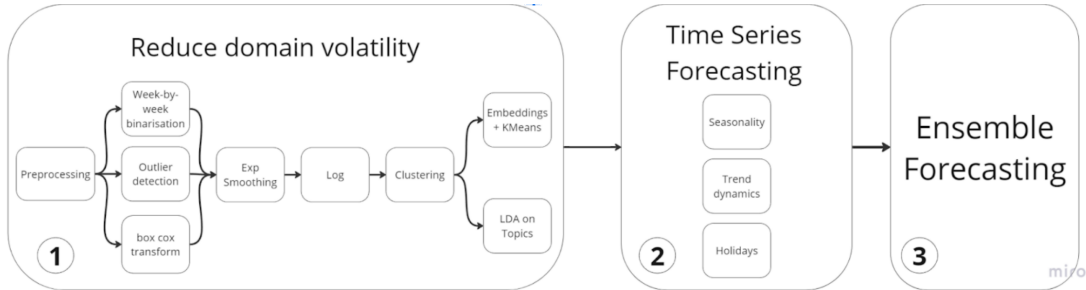 Reduce domain volatility
Preprocessing
Week-by-
week
binarisation
Outlier
detection
box cox
transform
Exp
Smoothing
Log
Clustering
Embeddings
+ KMeans
LDA on
Topics
1
Time Series
Forecasting
Seasonality
Trend
dynamics
Holidays
2
Ensemble
Forecasting
3
miro